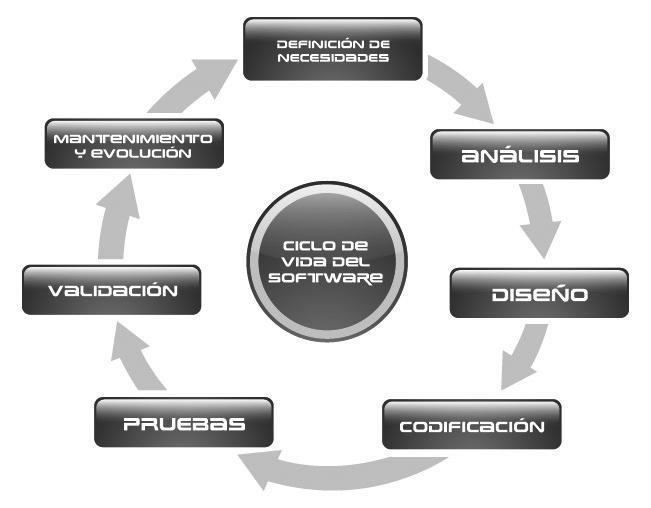 DEFINICIÓN DE
NECESIDADES
ANÁLISIS
DISEÑO
CODIFICACIÓN
PRUEBAS
VALIDACIÓN
MANTENIMIENTO
Y EVOLUCIÓN
CICLO DE
VIDA DEL
SOFTWARE